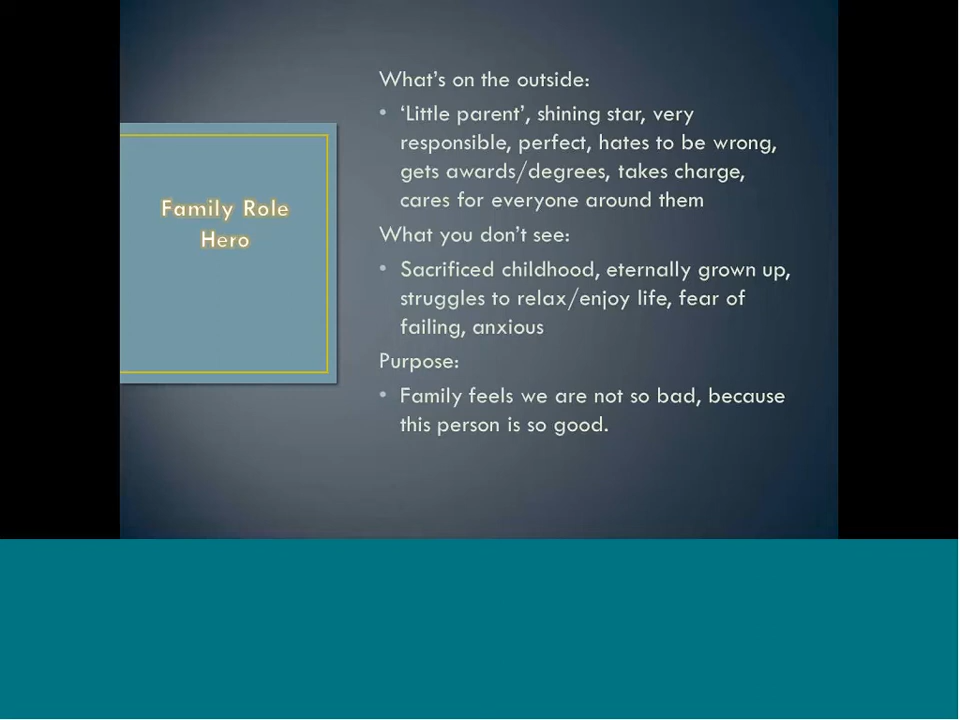 Family Role
Hero
What’s on the outside:
• ‘Little parent’, shining star, very
responsible, perfect, hates to be wrong,
gets awards/degrees, takes charge,
cares for everyone around them
What you don’t see:
• Sacrificed childhood, eternally grown up,
struggles to relax/enjoy life, fear of
failing, anxious
Purpose:
• Family feels we are not so bad, because
this person is so good.